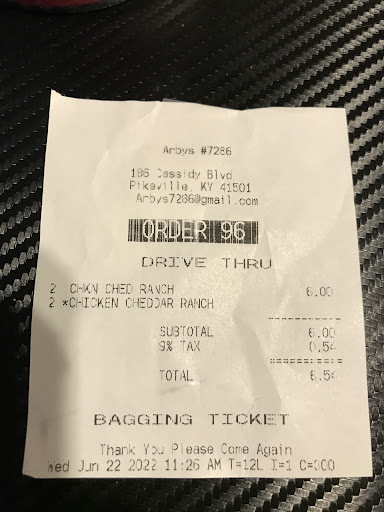 Arbys #7286
186 Cassidy Blvd
Pikeville, KY 41501
Arbys7286@gmail.com
ORDER 96
DRIVE THRU
2 CHKN CHED RANCH 6.00
2 *CHICKEN CHEDDAR RANCH
SUBTOTAL 6.00
9% TAX 0.54
TOTAL 6.54
BAGGING TICKET
Thank You Please Come Again
Wed Jun 22 2022 11:26 AM T=12L I=1 C=300